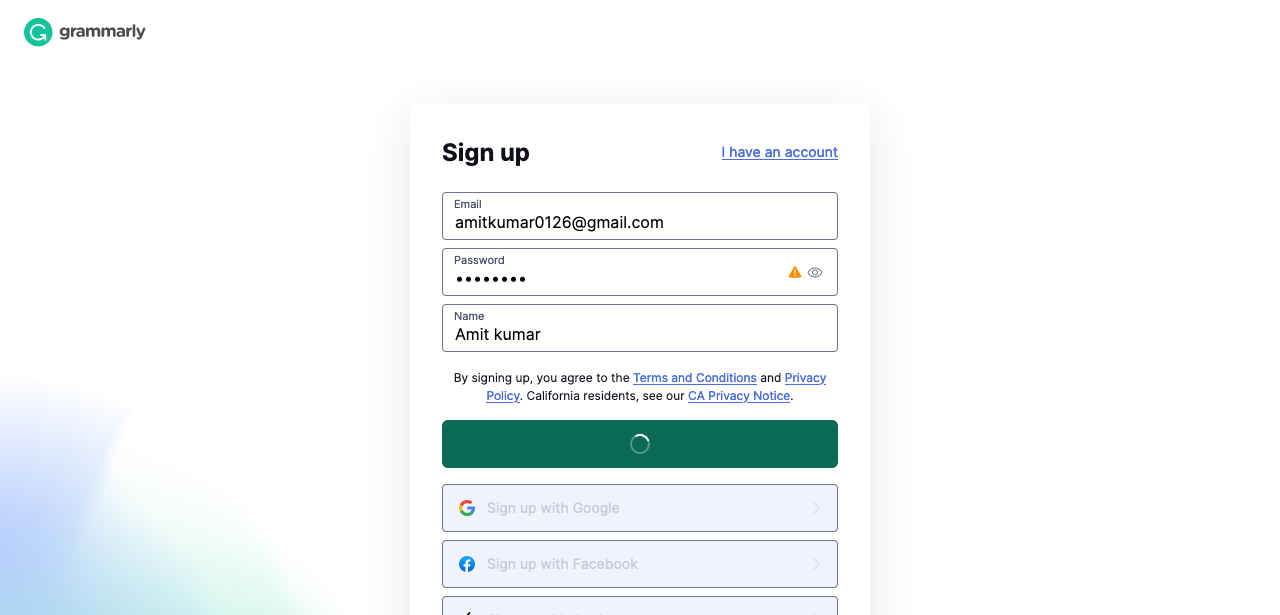 grammarly
Sign up
I have an account
Email
amitkumar0126@gmail.com
Password
••••••••
Name
Amit kumar
By signing up, you agree to the Terms and Conditions and Privacy
Policy. California residents, see our CA Privacy Notice.
Sign up with Google
Sign up with Facebook